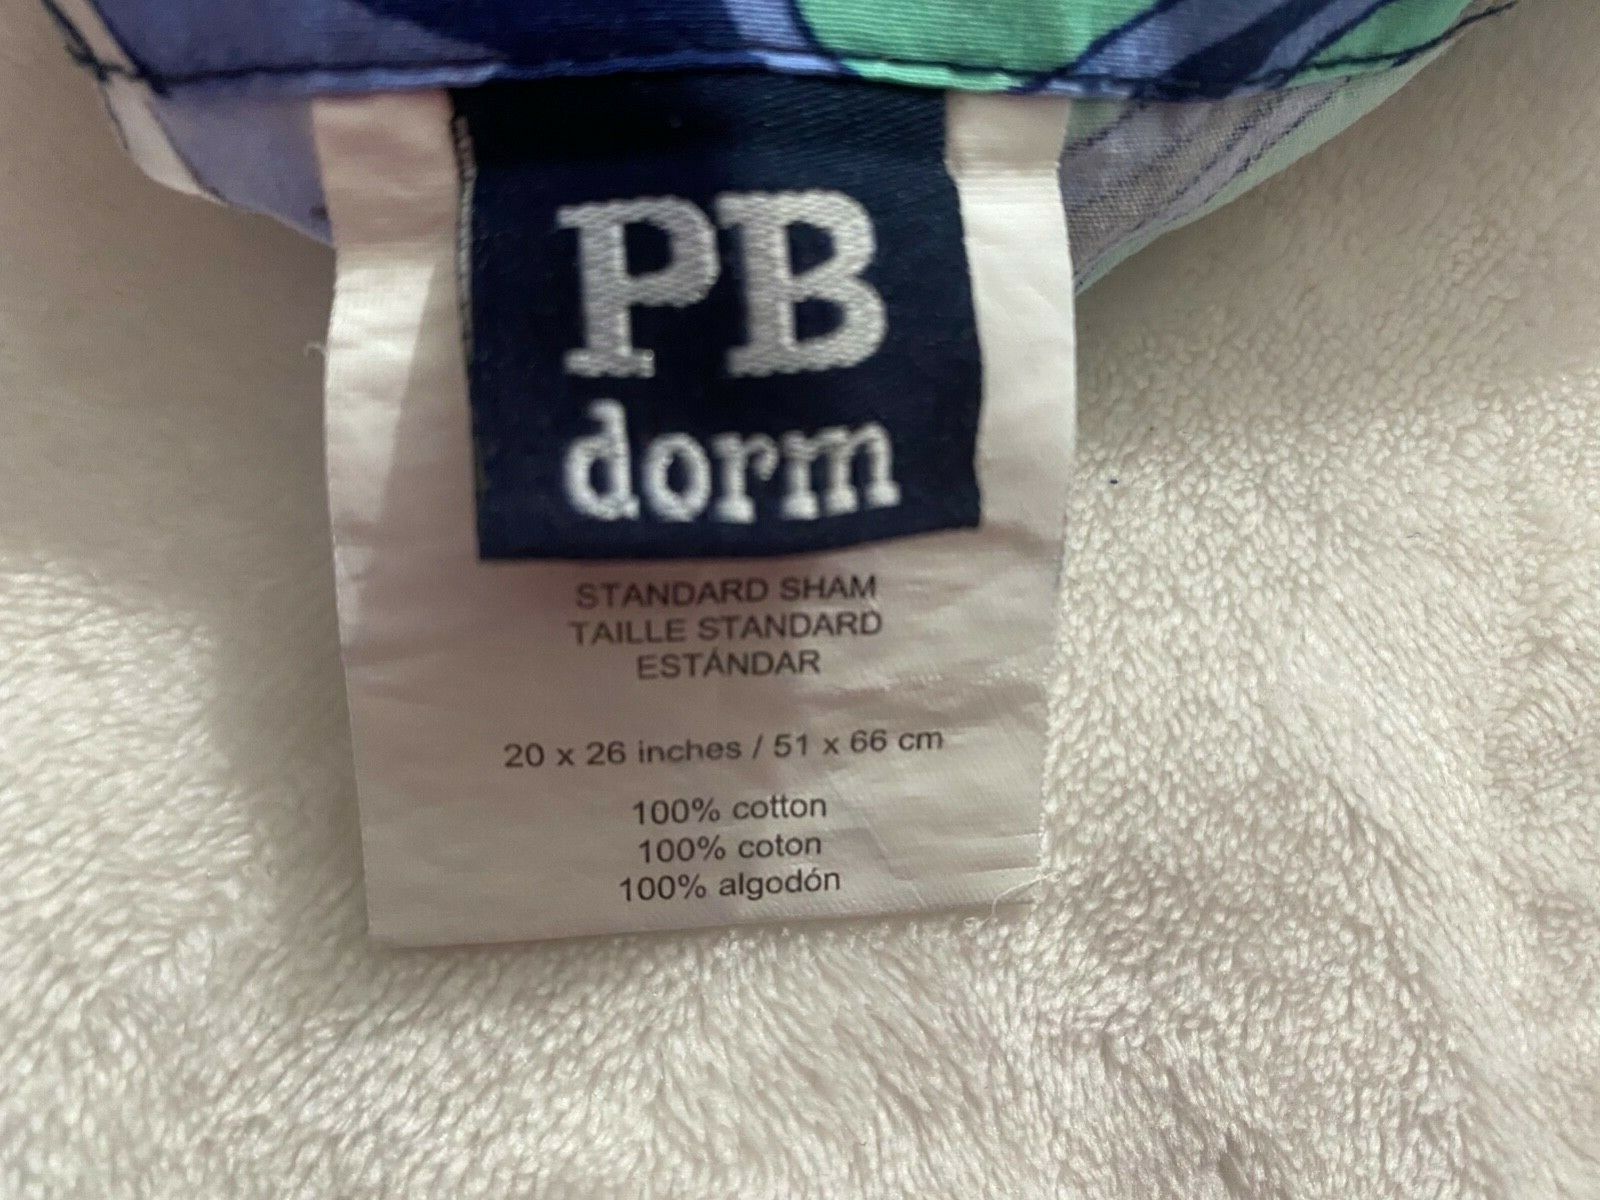 PB
dorm
STANDARD SHAM
TAILLE STANDARD
ESTÁNDAR
20 x 26 inches / 51 x 66 cm
100% cotton
100% coton
100% algodón